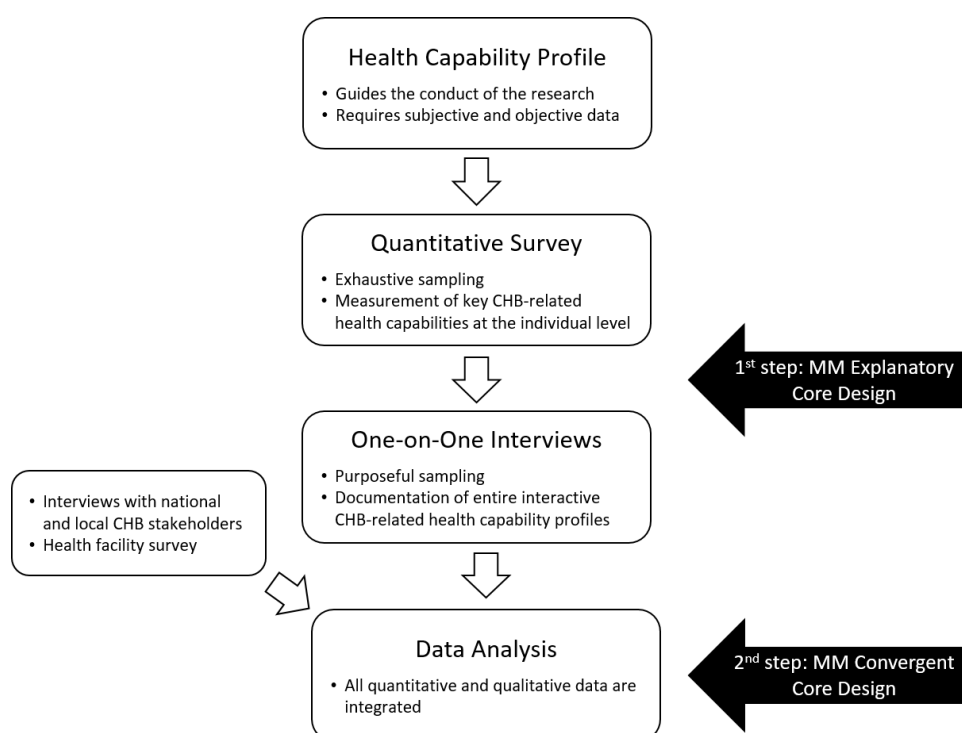 Health Capability Profile
• Guides the conduct of the research
• Requires subjective and objective data
Quantitative Survey
• Exhaustive sampling
• Measurement of key CHB-related
health capabilities at the individual level
1st step: MM Explanatory
Core Design
One-on-One Interviews
• Purposeful sampling
• Documentation of entire interactive
CHB-related health capability profiles
• Interviews with national
and local CHB stakeholders
• Health facility survey
Data Analysis
• All quantitative and qualitative data are
integrated
2nd step: MM Convergent
Core Design